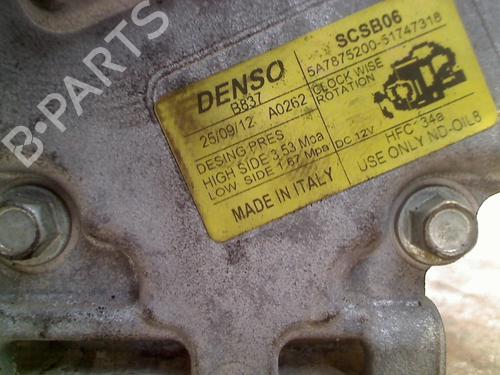 DENSO
B837
25/09/12 A0262
DESING PRES
HIGH SIDE 3.53 Mpa
LOW SIDE 1.67 Mpa
MADE IN ITALY
SCSB06
5A7875200-51747318
CLOCK WISE
ROTATION
DC 12V
HFC 34a
USE ONLY ND-OIL8
B-PARTS